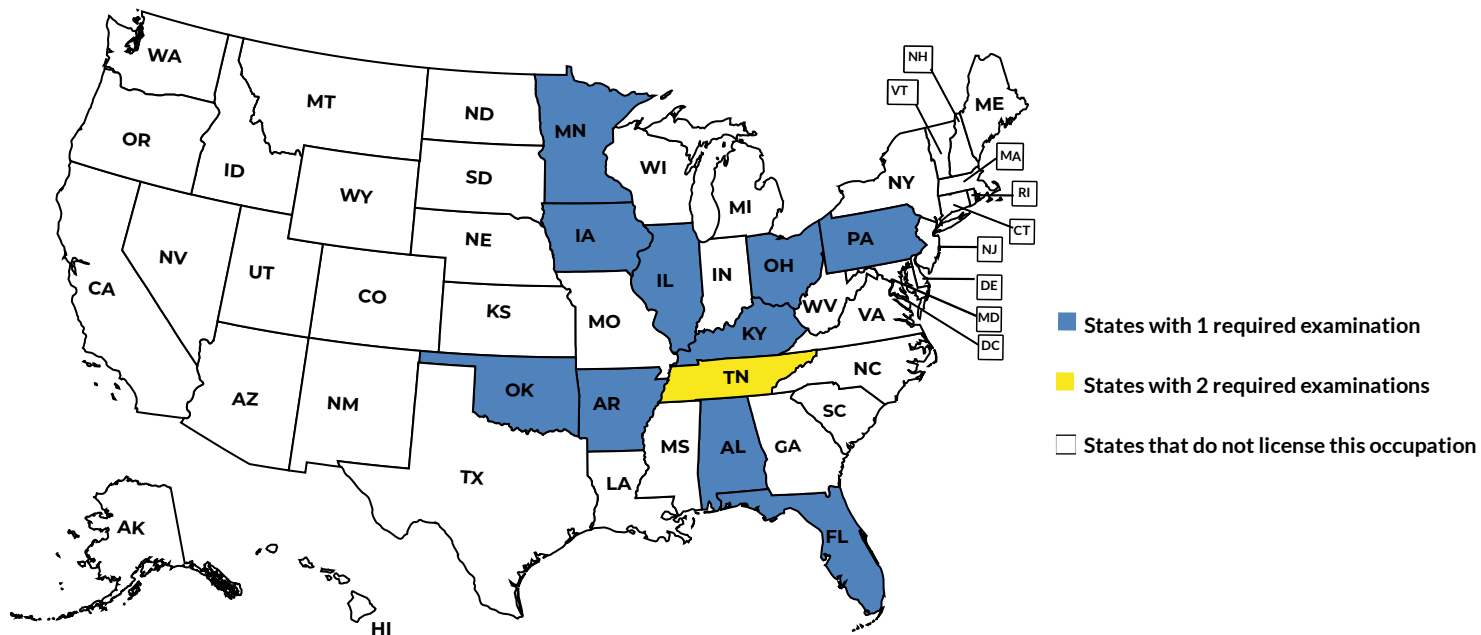 WA
MT
ND
MN
OR
ID
WY
SD
WI
MI
NY
VT
NH
ME
MA
RI
CT
NJ
DE
MD
DC
NE
IA
PA
NV
UT
CO
CA
KS
MO
IL
IN
OH
WV
VA
KY
AZ
NM
OK
AR
TN
NC
SC
TX
LA
MS
AL
GA
FL
AK
HI
States with 1 required examination
States with 2 required examinations
States that do not license this occupation